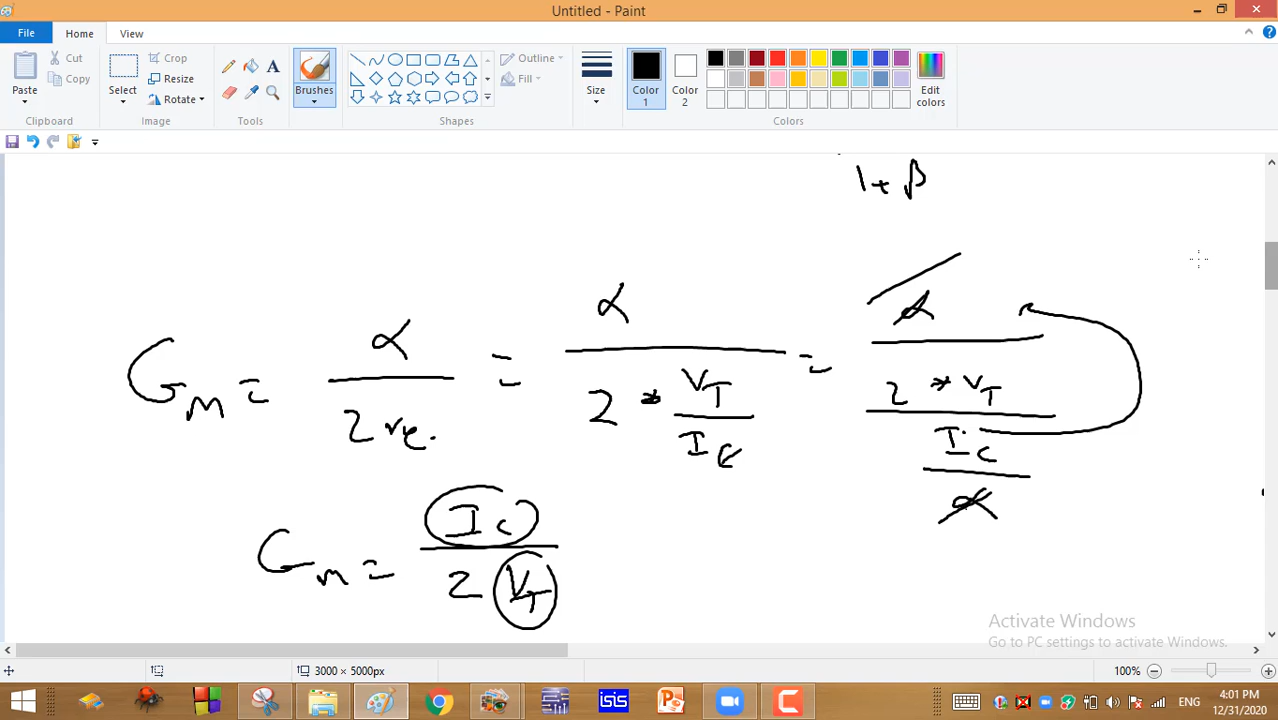 Untitled - Paint
File Home View
Paste
Cut
Copy
Clipboard
Select
Crop
Resize
Rotate
Image
Tools
Brushes
Shapes
Outline
Fill
Size
Color 1
Color 2
Colors
Edit colors
1+β
Gm = α / 2re = α / (2 * VT / IE) = α / (2 * VT / (Ic / α))
Gm = Ic / 2 VT
Activate Windows
Go to PC settings to activate Windows.
3000 × 5000px
100%
isis
ENG
4:01 PM
12/31/2020